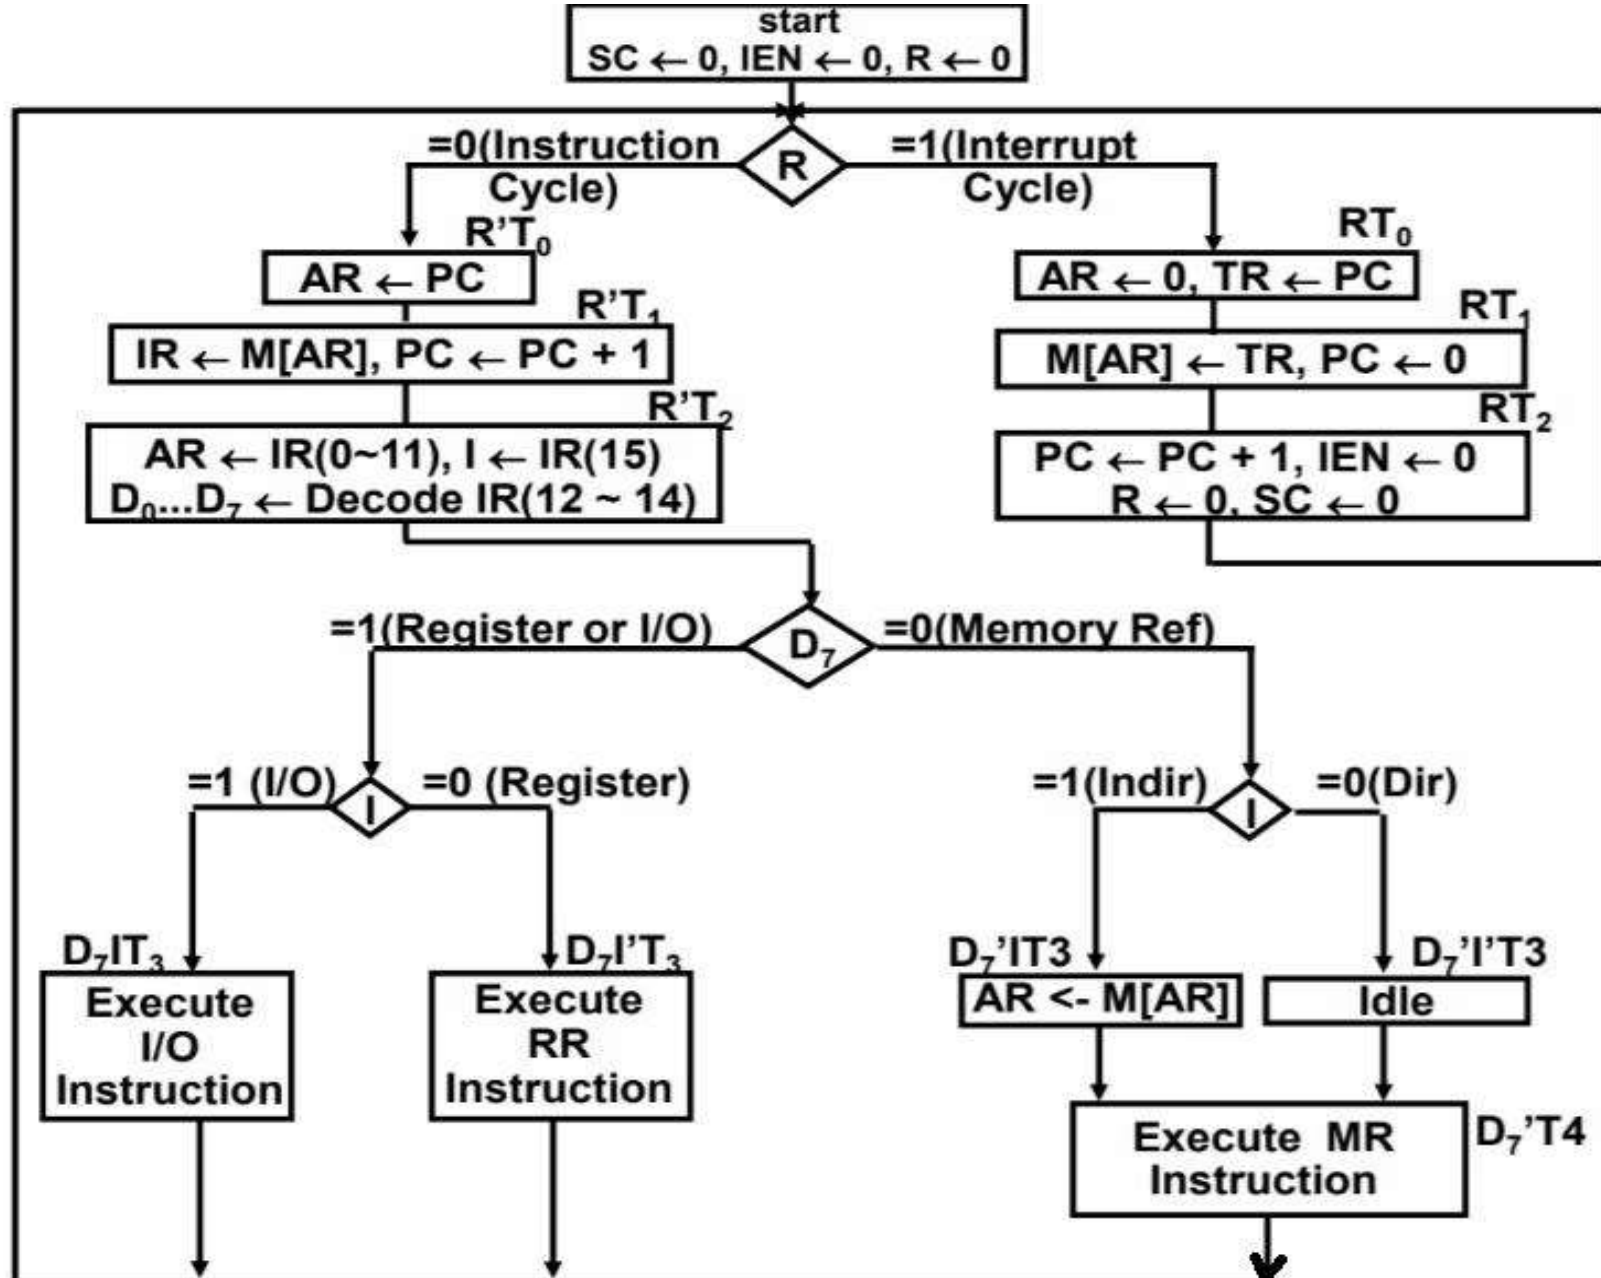 start
SC ← 0, IEN ← 0, R ← 0
=0(Instruction
Cycle)
R
=1(Interrupt
Cycle)
R’T₀
AR ← PC
R’T₁
IR ← M[AR], PC ← PC + 1
R’T₂
AR ← IR(0~11), I ← IR(15)
D₀...D₇ ← Decode IR(12 ~ 14)
RT₀
AR ← 0, TR ← PC
RT₁
M[AR] ← TR, PC ← 0
RT₂
PC ← PC + 1, IEN ← 0
R ← 0, SC ← 0
=1(Register or I/O)
D₇
=0(Memory Ref)
=1 (I/O)
I
=0 (Register)
=1(Indir)
I
=0(Dir)
D₇IT₃
Execute
I/O
Instruction
D₇I’T₃
Execute
RR
Instruction
D₇’IT3
AR <- M[AR]
D₇’I’T3
Idle
Execute MR
Instruction
D₇’T4